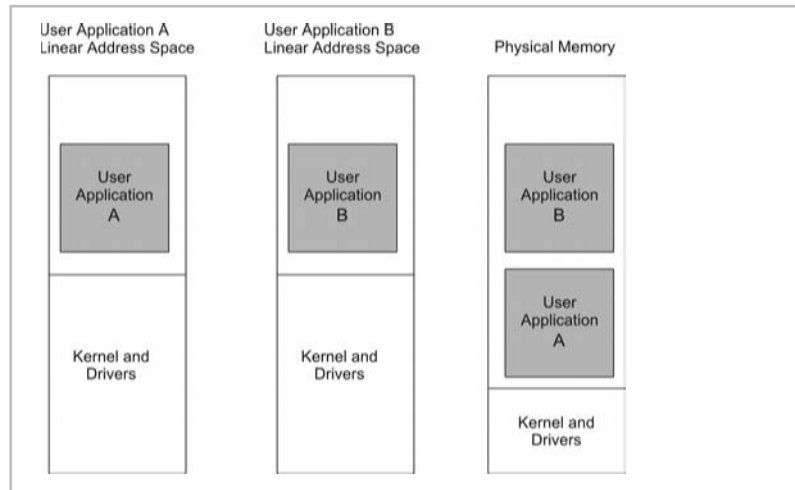 User Application A
Linear Address Space
User Application B
Linear Address Space
Physical Memory
User
Application
A
User
Application
B
User
Application
B
User
Application
A
Kernel and
Drivers
Kernel and
Drivers
Kernel and
Drivers